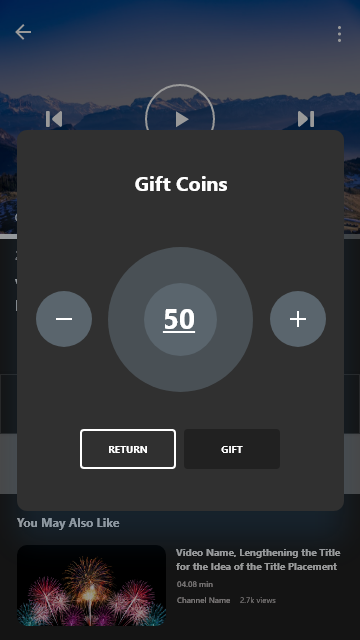 Gift Coins
50
RETURN
GIFT
You May Also Like
Video Name, Lengthening the Title
for the Idea of the Title Placement
04.08 min
Channel Name 2.7k views